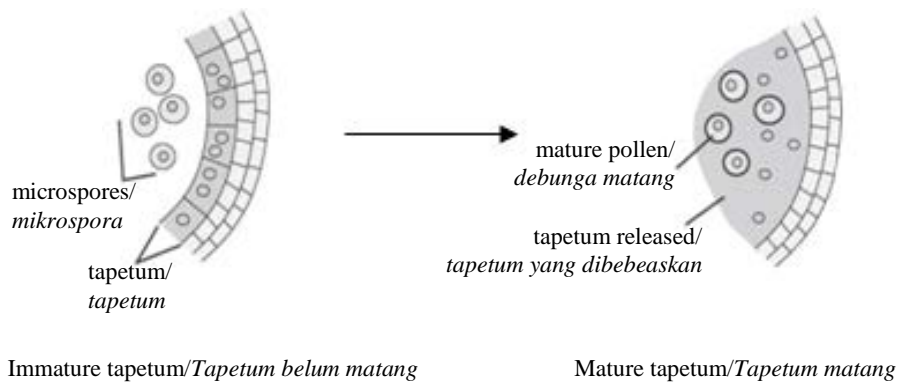 microspores/
mikrospora
tapetum/
tapetum
mature pollen/
debunga matang
tapetum released/
tapetum yang dibebeaskan
Immature tapetum/Tapetum belum matang
Mature tapetum/Tapetum matang